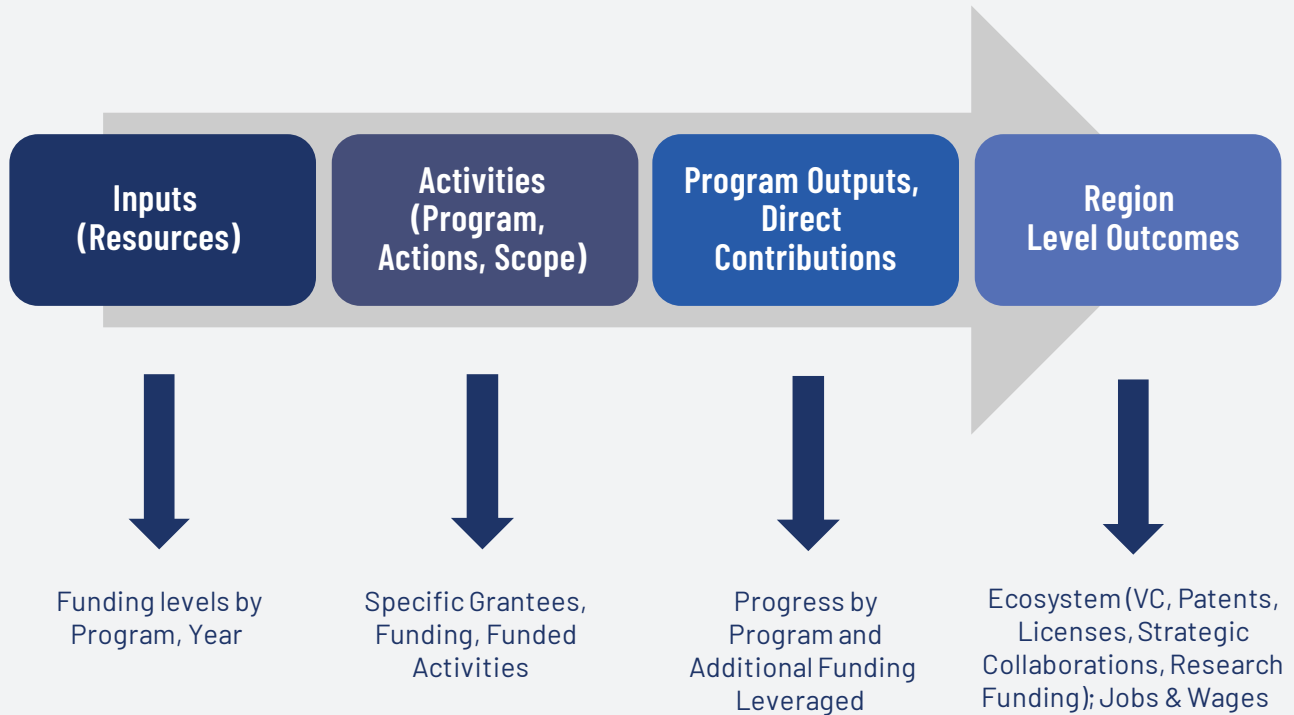 Inputs
(Resources)
Activities
(Program,
Actions, Scope)
Program Outputs,
Direct
Contributions
Region
Level Outcomes
Funding levels by
Program, Year
Specific Grantees,
Funding, Funded
Activities
Progress by
Program and
Additional Funding
Leveraged
Ecosystem (VC, Patents,
Licenses, Strategic
Collaborations, Research
Funding); Jobs & Wages